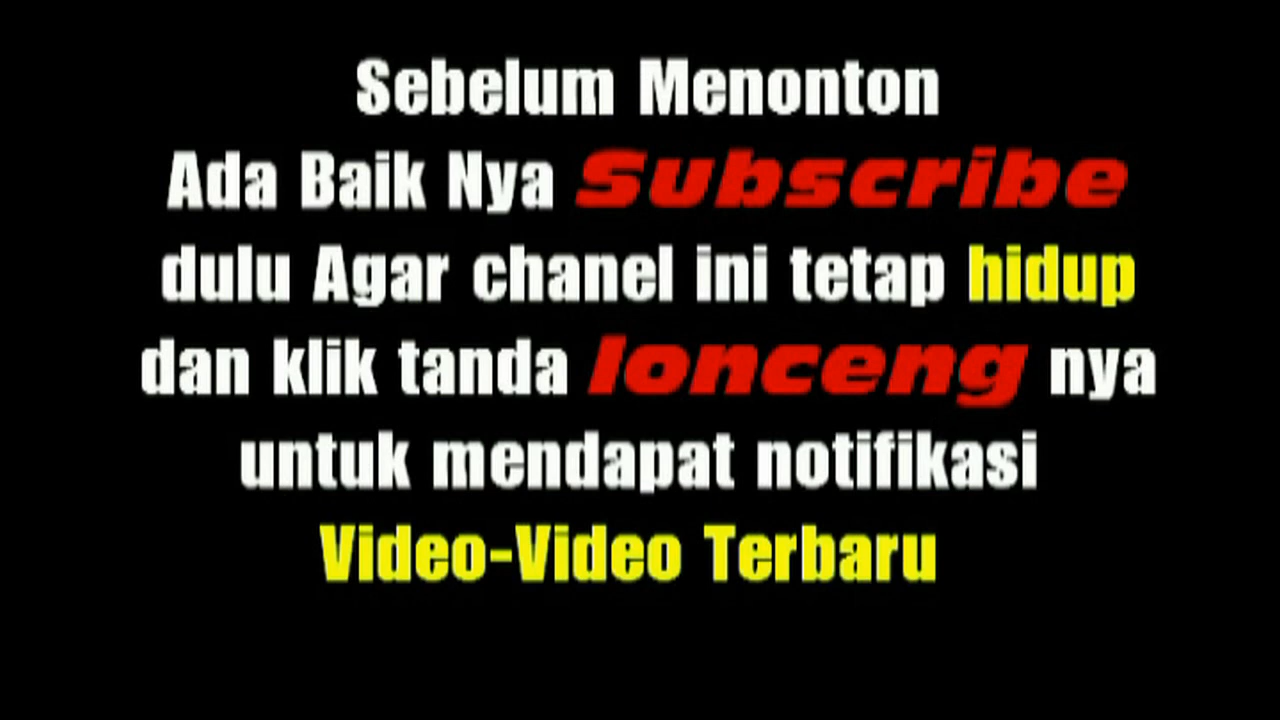 Sebelum Menonton
Ada Baik Nya Subscribe
dulu Agar chanel ini tetap hidup
dan klik tanda lonceng nya
untuk mendapat notifikasi
Video-Video Terbaru